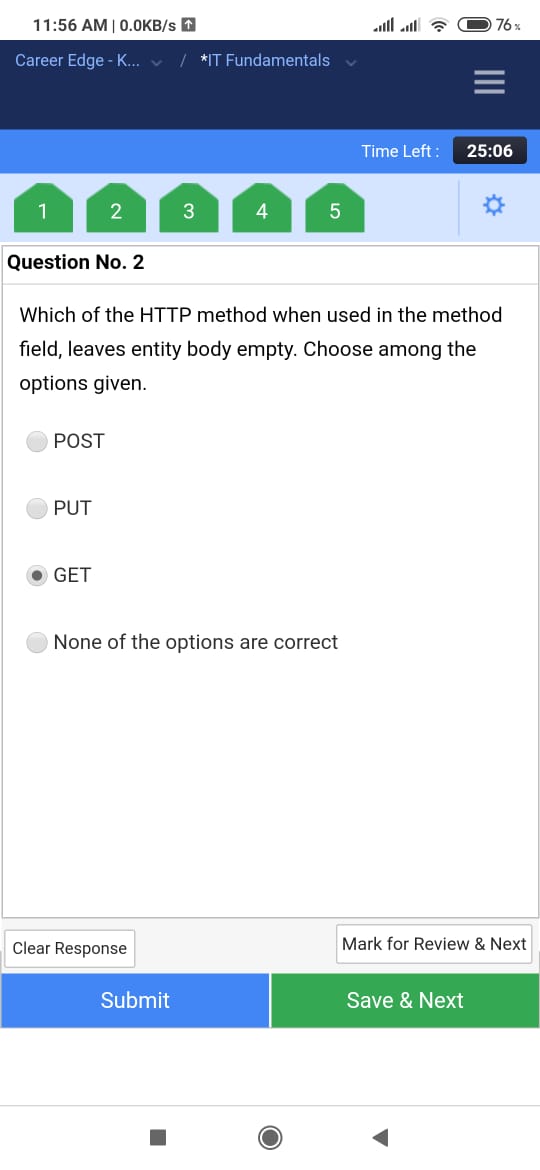 11:56 AM | 0.0KB/s
76%
Career Edge - K... / *IT Fundamentals
Time Left : 25:06
1 2 3 4 5
Question No. 2
Which of the HTTP method when used in the method
field, leaves entity body empty. Choose among the
options given.
POST
PUT
GET
None of the options are correct
Clear Response
Mark for Review & Next
Submit
Save & Next